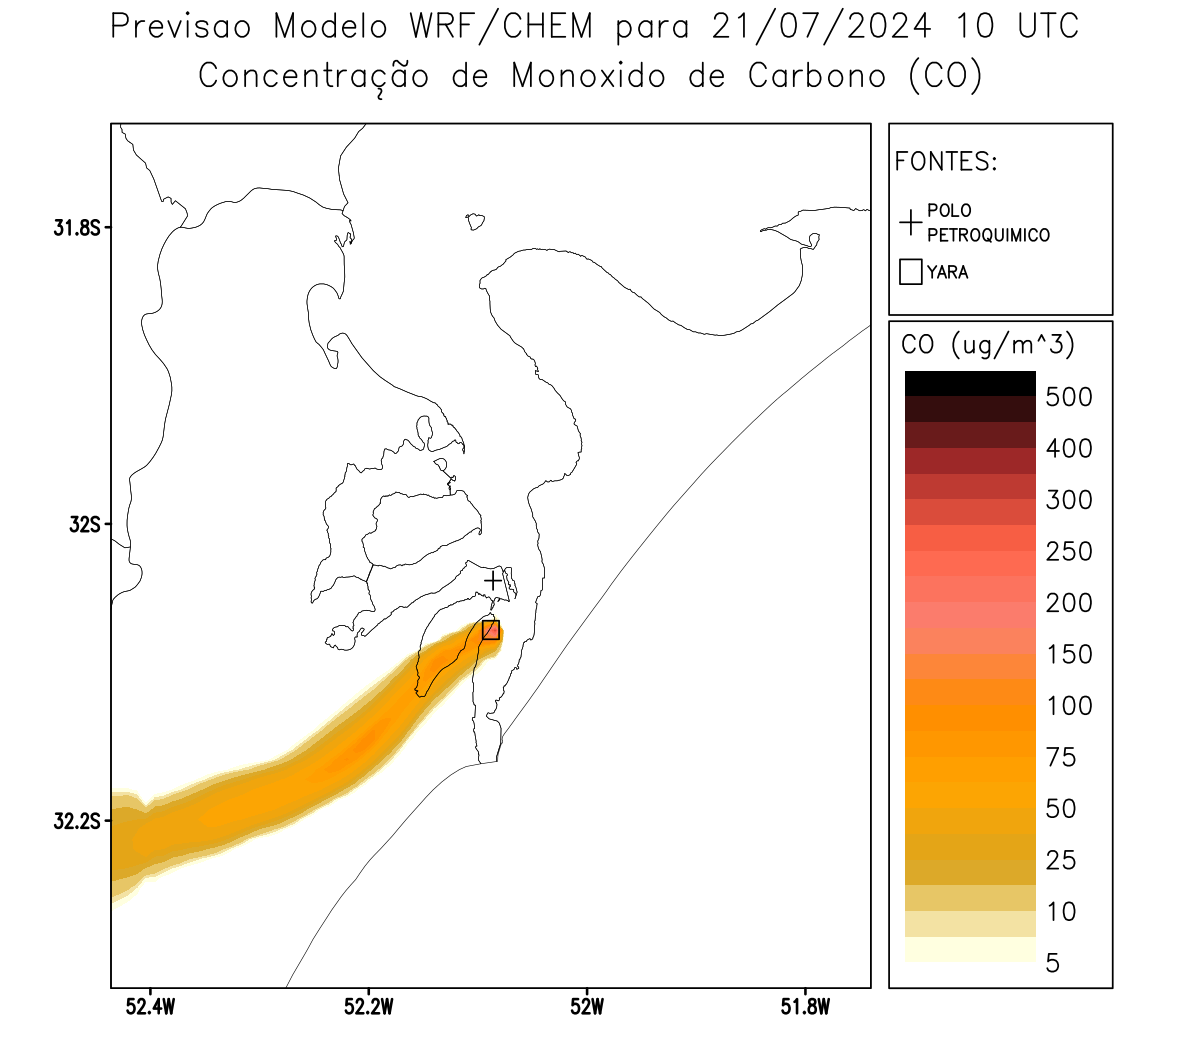 Previsao Modelo WRF/CHEM para 21/07/2024 10 UTC
Concentração de Monoxido de Carbono (CO)
FONTES:
POLO
PETROQUIMICO
YARA
CO (ug/m^3)
500
400
300
250
200
150
100
75
50
25
10
5
31.8S
32S
32.2S
52.4W
52.2W
52W
51.8W